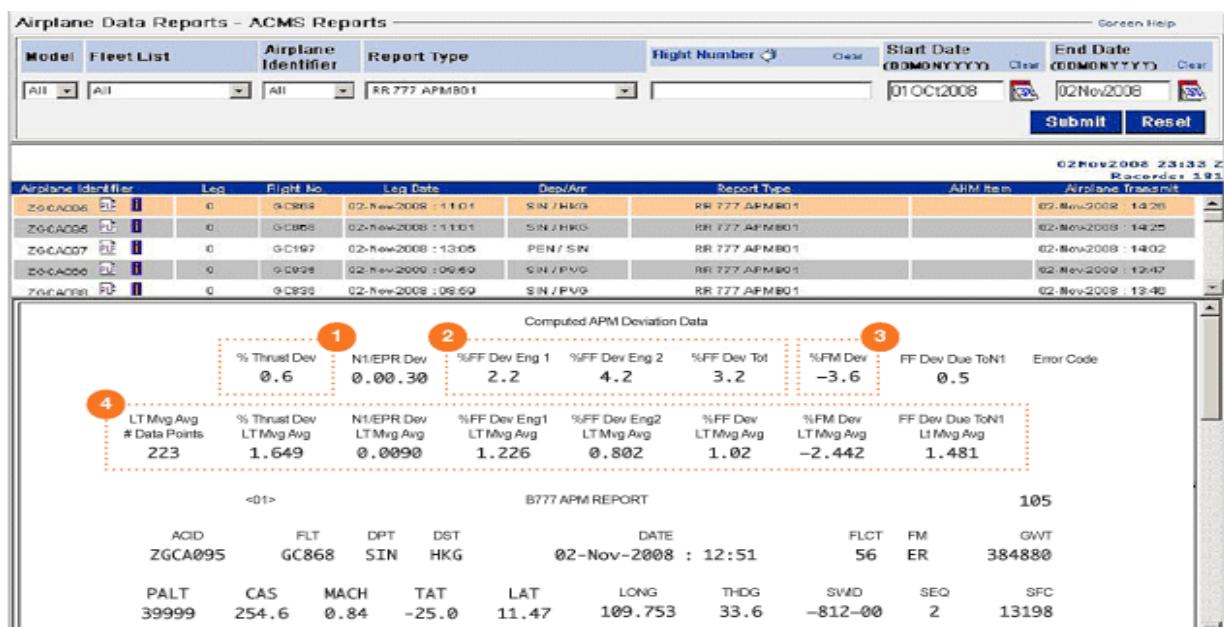 Airplane Data Reports - ACMS Reports
Screen Help
Model Fleet List Airplane Identifier Report Type Flight Number Clear Start Date (DDMONYYYY) Clear End Date (DDMONYYYY) Clear
All All All RR 777 APMB01 01OCt2008 02Nov2008
Submit Reset
02Nov2008 23:33 Z
Records: 191
Airplane Identifier Leg Flight No. Leg Date Dep/Arr Report Type AHM Item Airplane Transmit
0 GC868 02-Nov-2008 : 11:01 SIN / HKG RR 777 APMB01 02-Nov-2008 : 14:26
ZGCA095 0 GC868 02-Nov-2008 : 11:01 SIN / HKG RR 777 APMB01 02-Nov-2008 : 14:25
ZGCA097 0 GC197 02-Nov-2008 : 13:05 PEN / SIN RR 777 APMB01 02-Nov-2008 : 14:02
0 02-Nov-2008 : SIN / PVG RR 777 APMB01 02-Nov-2008 : 13:47
0 02-Nov-2008 : SIN / PVG RR 777 APMB01 02-Nov-2008 :
Computed APM Deviation Data
1 2 3
% Thrust Dev N1/EPR Dev %FF Dev Eng 1 %FF Dev Eng 2 %FF Dev Tot %FM Dev FF Dev Due ToN1 Error Code
0.6 0.00.30 2.2 4.2 3.2 -3.6 0.5
4
LT Mvg Avg % Thrust Dev N1/EPR Dev %FF Dev Eng1 %FF Dev Eng2 %FF Dev %FM Dev FF Dev Due ToN1
# Data Points LT Mvg Avg LT Mvg Avg LT Mvg Avg LT Mvg Avg LT Mvg Avg LT Mvg Avg Lt Mvg Avg
223 1.649 0.0090 1.226 0.802 1.02 -2.442 1.481
<01> B777 APM REPORT 105
ACID FLT DPT DST DATE FLCT FM GWT
ZGCA095 GC868 SIN HKG 02-Nov-2008 : 12:51 56 ER 384880
PALT CAS MACH TAT LAT LONG THDG SWID SEQ SFC
39999 254.6 0.84 -25.0 11.47 109.753 33.6 -812-00 2 13198